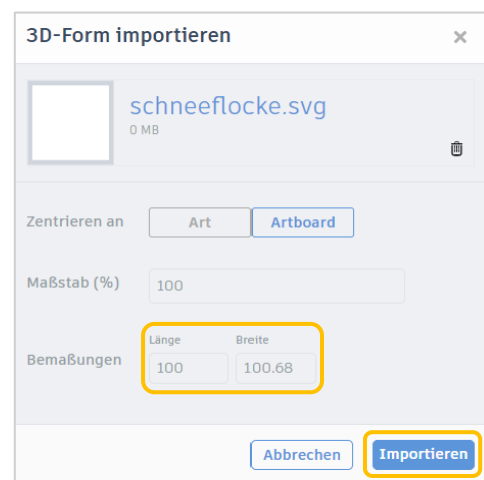 3D-Form importieren
schneeflocke.svg
0 MB
Zentrieren an Art Artboard
Maßstab (%) 100
Länge Breite
Bemaßungen 100 100.68
Abbrechen Importieren